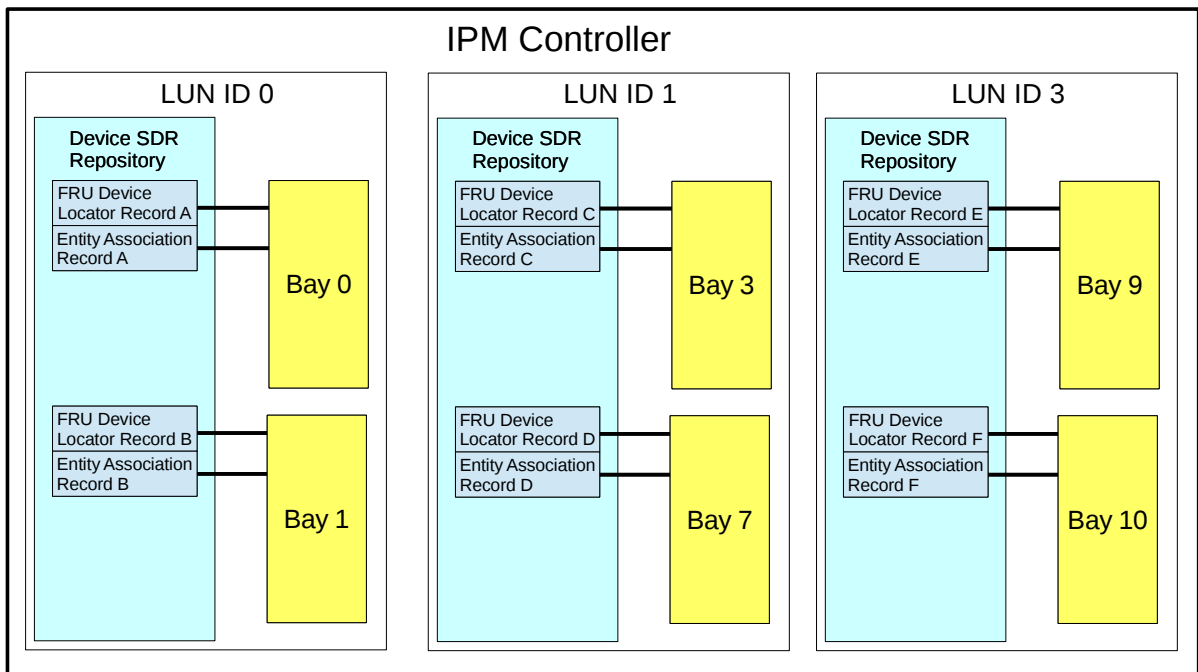 IPM Controller
LUN ID 0
Device SDR
Repository
FRU Device
Locator Record A
Entity Association
Record A
Bay 0
FRU Device
Locator Record B
Entity Association
Record B
Bay 1
LUN ID 1
Device SDR
Repository
FRU Device
Locator Record C
Entity Association
Record C
Bay 3
FRU Device
Locator Record D
Entity Association
Record D
Bay 7
LUN ID 3
Device SDR
Repository
FRU Device
Locator Record E
Entity Association
Record E
Bay 9
FRU Device
Locator Record F
Entity Association
Record F
Bay 10